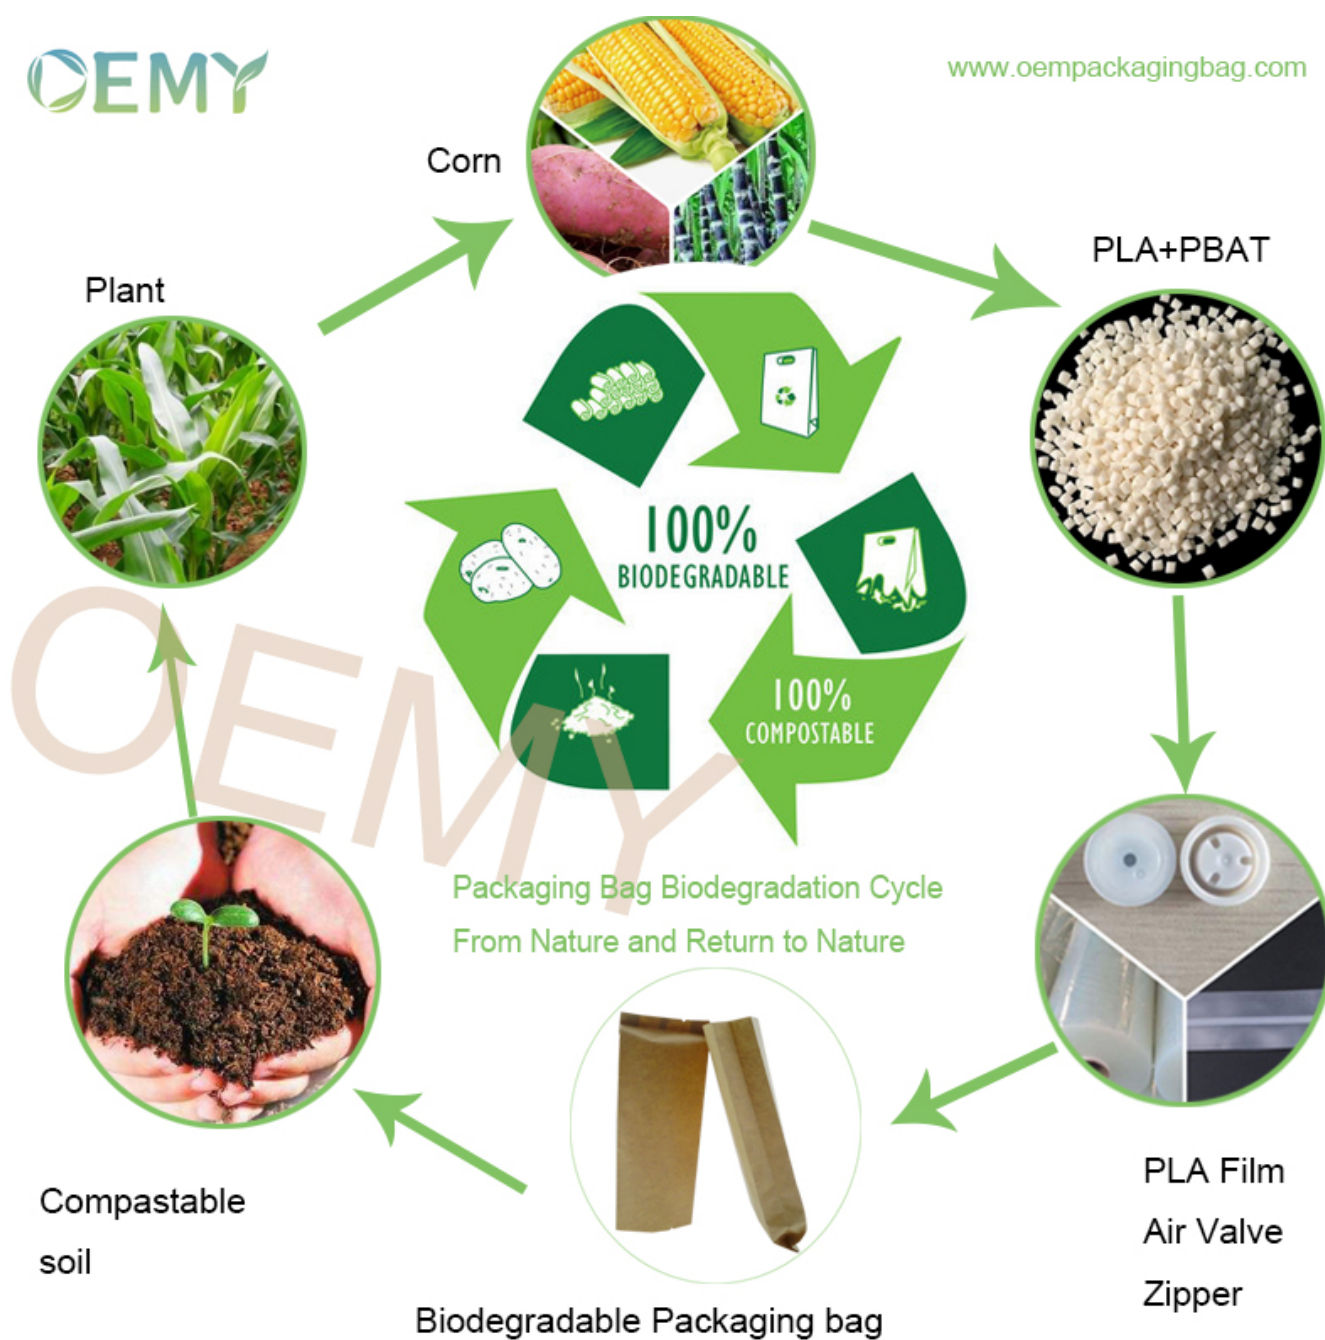 OEMY
www.oempackagingbag.com
Corn
PLA+PBAT
Plant
100%
BIODEGRADABLE
100%
COMPOSTABLE
OEMY
Packaging Bag Biodegradation Cycle
From Nature and Return to Nature
PLA Film
Air Valve
Zipper
Compastable
soil
Biodegradable Packaging bag